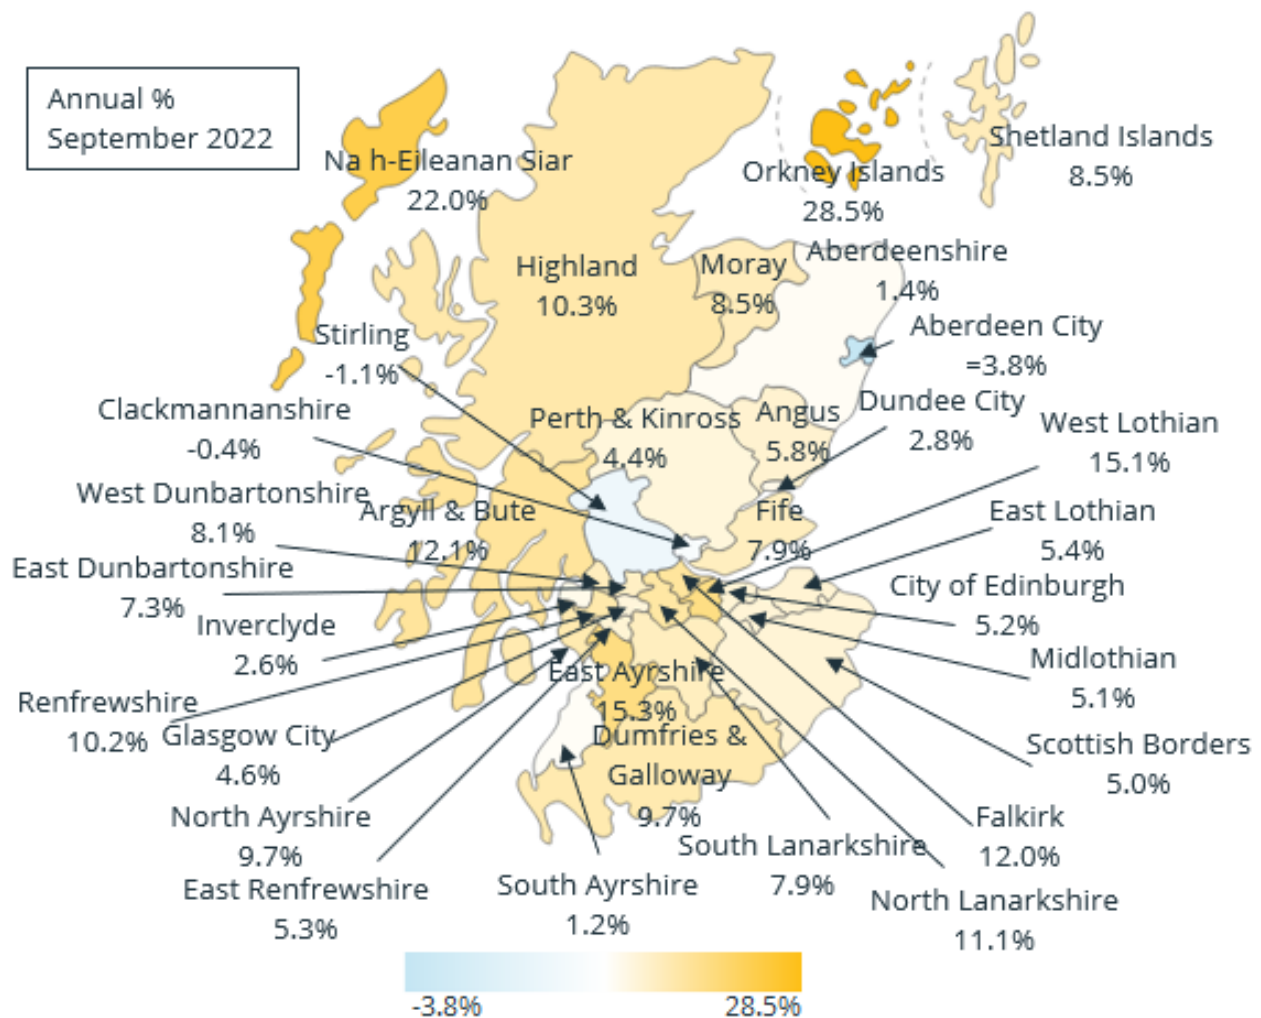 Annual %
September 2022
Na h-Eileanan Siar
22.0%
Orkney Islands
28.5%
Shetland Islands
8.5%
Highland
10.3%
Moray
8.5%
Aberdeenshire
1.4%
Aberdeen City
=3.8%
Stirling
-1.1%
Clackmannanshire
-0.4%
Perth & Kinross
4.4%
Angus
5.8%
Dundee City
2.8%
West Lothian
15.1%
West Dunbartonshire
8.1%
Argyll & Bute
12.1%
Fife
7.9%
East Lothian
5.4%
East Dunbartonshire
7.3%
City of Edinburgh
5.2%
Inverclyde
2.6%
Midlothian
5.1%
Renfrewshire
10.2%
East Ayrshire
15.3%
Glasgow City
4.6%
Dumfries &
Galloway
9.7%
Scottish Borders
5.0%
North Ayrshire
9.7%
Falkirk
12.0%
South Lanarkshire
7.9%
East Renfrewshire
5.3%
South Ayrshire
1.2%
North Lanarkshire
11.1%
-3.8%
28.5%